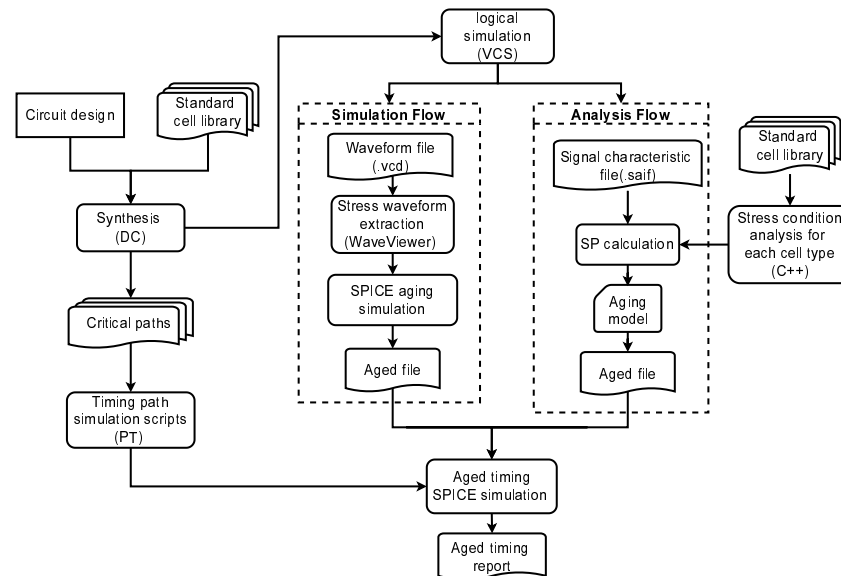 logical
simulation
(VCS)
Circuit design
Standard
cell library
Synthesis
(DC)
Critical paths
Timing path
simulation scripts
(PT)
Simulation Flow
Waveform file
(.vcd)
Stress waveform
extraction
(WaveViewer)
SPICE aging
simulation
Aged file
Analysis Flow
Signal characteristic
file(.saif)
SP calculation
Aging
model
Aged file
Standard
cell library
Stress condition
analysis for
each cell type
(C++)
Aged timing
SPICE simulation
Aged timing
report